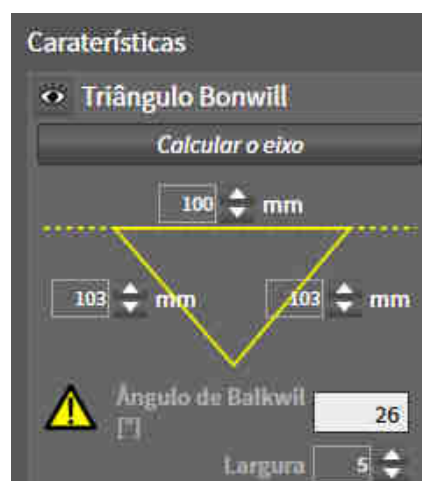 Caraterísticas
Triângulo Bonwill
Calcular o eixo
100 mm
103 mm 103 mm
Ângulo de Balkwil
[°] 26
Largura 5